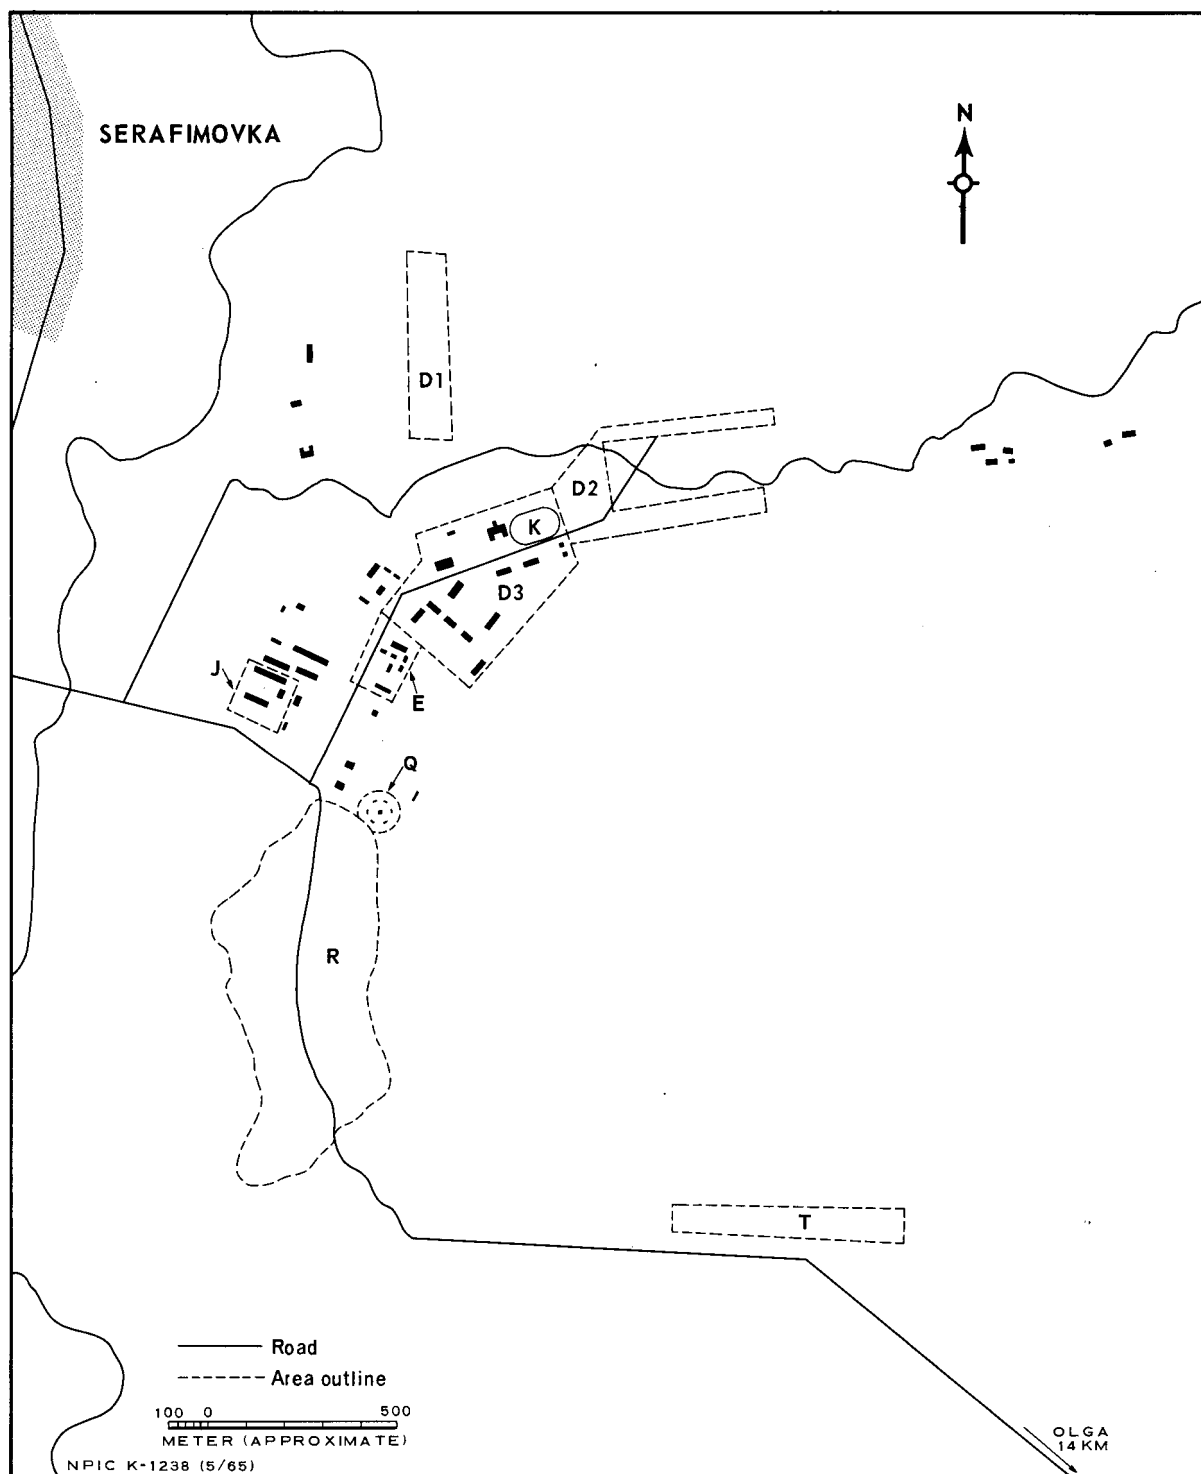 N
SERAFIMOVKA
D1
D2
K
D3
J
E
Q
R
T
Road
Area outline
100 0 500
METER (APPROXIMATE)
OLGA
14 KM
NPIC K-1238 (5/65)